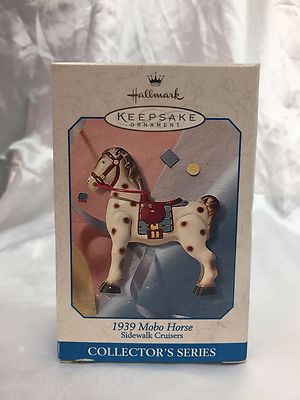 Hallmark
KEEPSAKE
ORNAMENT
1939 Mobo Horse
Sidewalk Cruisers
COLLECTOR'S SERIES